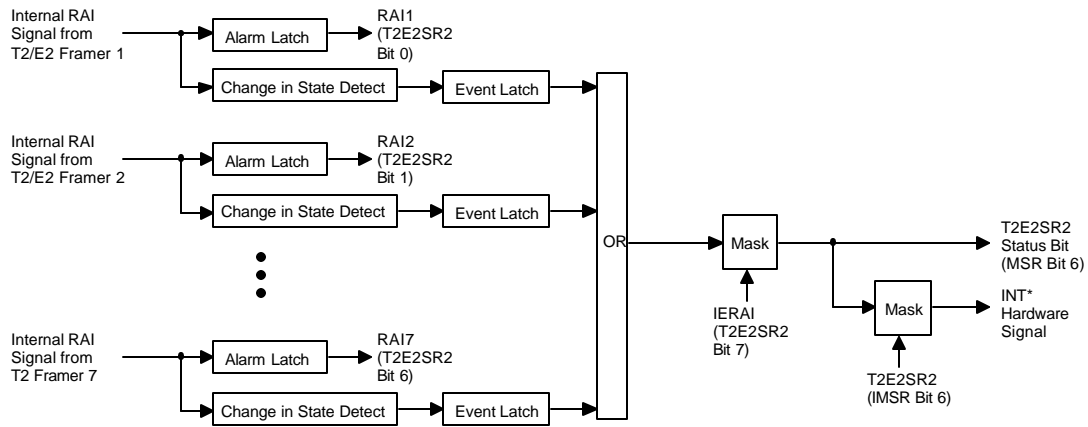 Internal RAI
Signal from
T2/E2 Framer 1
Alarm Latch
RAI1
(T2E2SR2
Bit 0)
Change in State Detect
Event Latch
Internal RAI
Signal from
T2/E2 Framer 2
Alarm Latch
RAI2
(T2E2SR2
Bit 1)
Change in State Detect
Event Latch
OR
Mask
T2E2SR2
Status Bit
(MSR Bit 6)
IERAI
(T2E2SR2
Bit 7)
Mask
INT*
Hardware
Signal
T2E2SR2
(IMSR Bit 6)
Internal RAI
Signal from
T2 Framer 7
Alarm Latch
RAI7
(T2E2SR2
Bit 6)
Change in State Detect
Event Latch